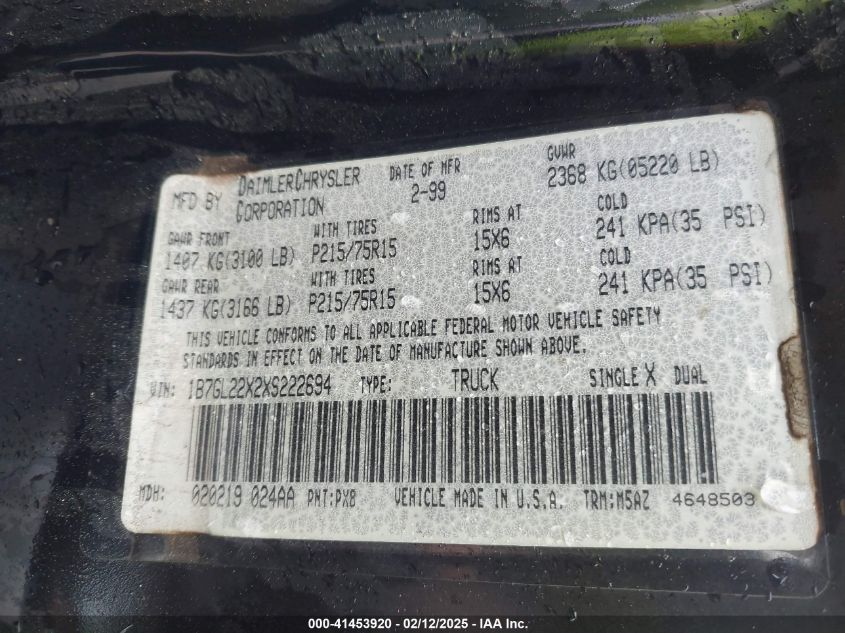 MFD BY DAIMLERCHRYSLER CORPORATION DATE OF MFR 2-99 GVWR 2368 KG(05220 LB)
GAWR FRONT WITH TIRES RIMS AT COLD
1407 KG(3100 LB) P215/75R15 15X6 241 KPA(35 PSI)
GAWR REAR WITH TIRES RIMS AT COLD
1437 KG(3166 LB) P215/75R15 15X6 241 KPA(35 PSI)
THIS VEHICLE CONFORMS TO ALL APPLICABLE FEDERAL MOTOR VEHICLE SAFETY
STANDARDS IN EFFECT ON THE DATE OF MANUFACTURE SHOWN ABOVE.
VIN: 1B7GL22X2XS222694 TYPE: TRUCK SINGLE X DUAL
MDH: 020219 024AA PNT:PX8 VEHICLE MADE IN U.S.A. TRM:M5AZ 4648503
000-41453920 - 02/12/2025 - IAA Inc.